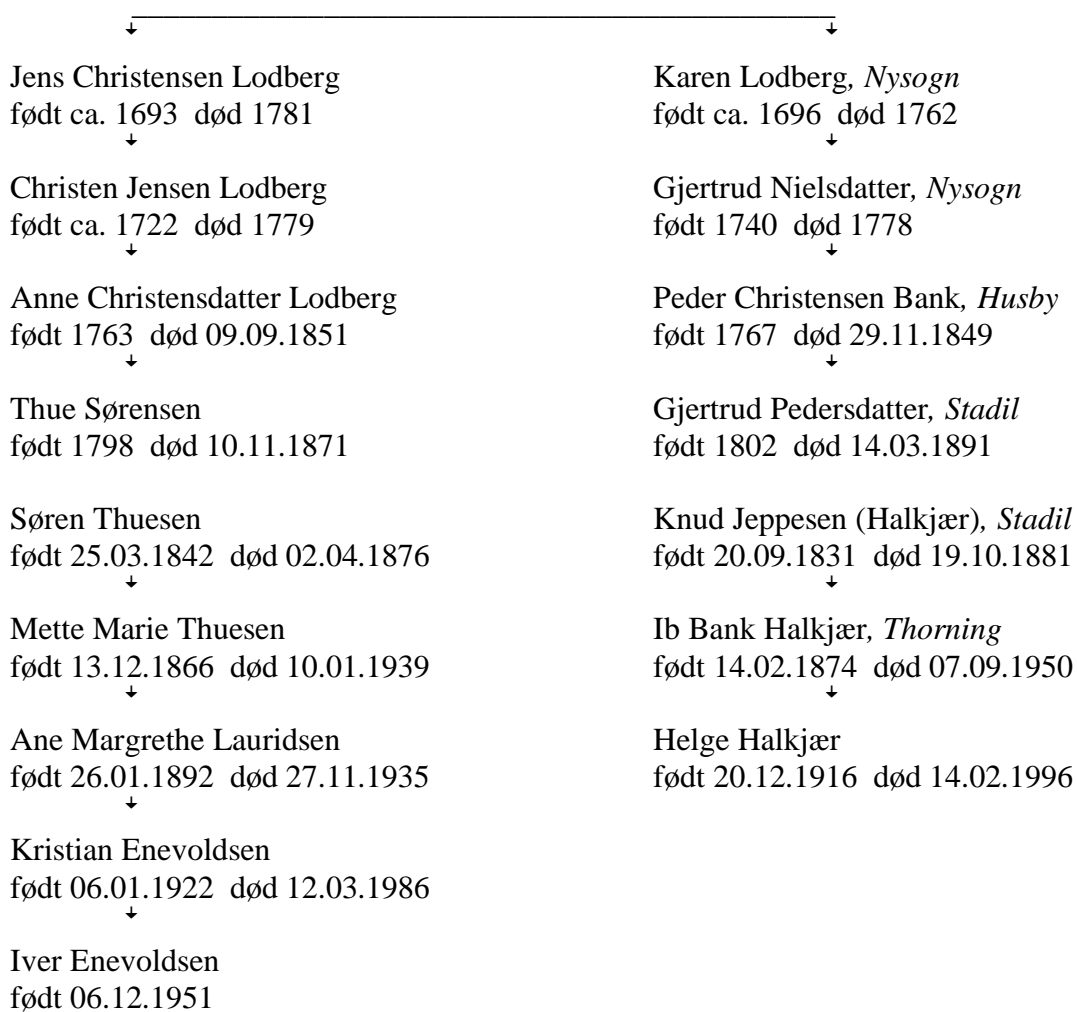 Jens Christensen Lodberg
født ca. 1693 død 1781
Karen Lodberg, Nysogn
født ca. 1696 død 1762
Christen Jensen Lodberg
født ca. 1722 død 1779
Gjertrud Nielsdatter, Nysogn
født 1740 død 1778
Anne Christensdatter Lodberg
født 1763 død 09.09.1851
Peder Christensen Bank, Husby
født 1767 død 29.11.1849
Thue Sørensen
født 1798 død 10.11.1871
Gjertrud Pedersdatter, Stadil
født 1802 død 14.03.1891
Søren Thuesen
født 25.03.1842 død 02.04.1876
Knud Jeppesen (Halkjær), Stadil
født 20.09.1831 død 19.10.1881
Mette Marie Thuesen
født 13.12.1866 død 10.01.1939
Ib Bank Halkjær, Thorning
født 14.02.1874 død 07.09.1950
Ane Margrethe Lauridsen
født 26.01.1892 død 27.11.1935
Helge Halkjær
født 20.12.1916 død 14.02.1996
Kristian Enevoldsen
født 06.01.1922 død 12.03.1986
Iver Enevoldsen
født 06.12.1951